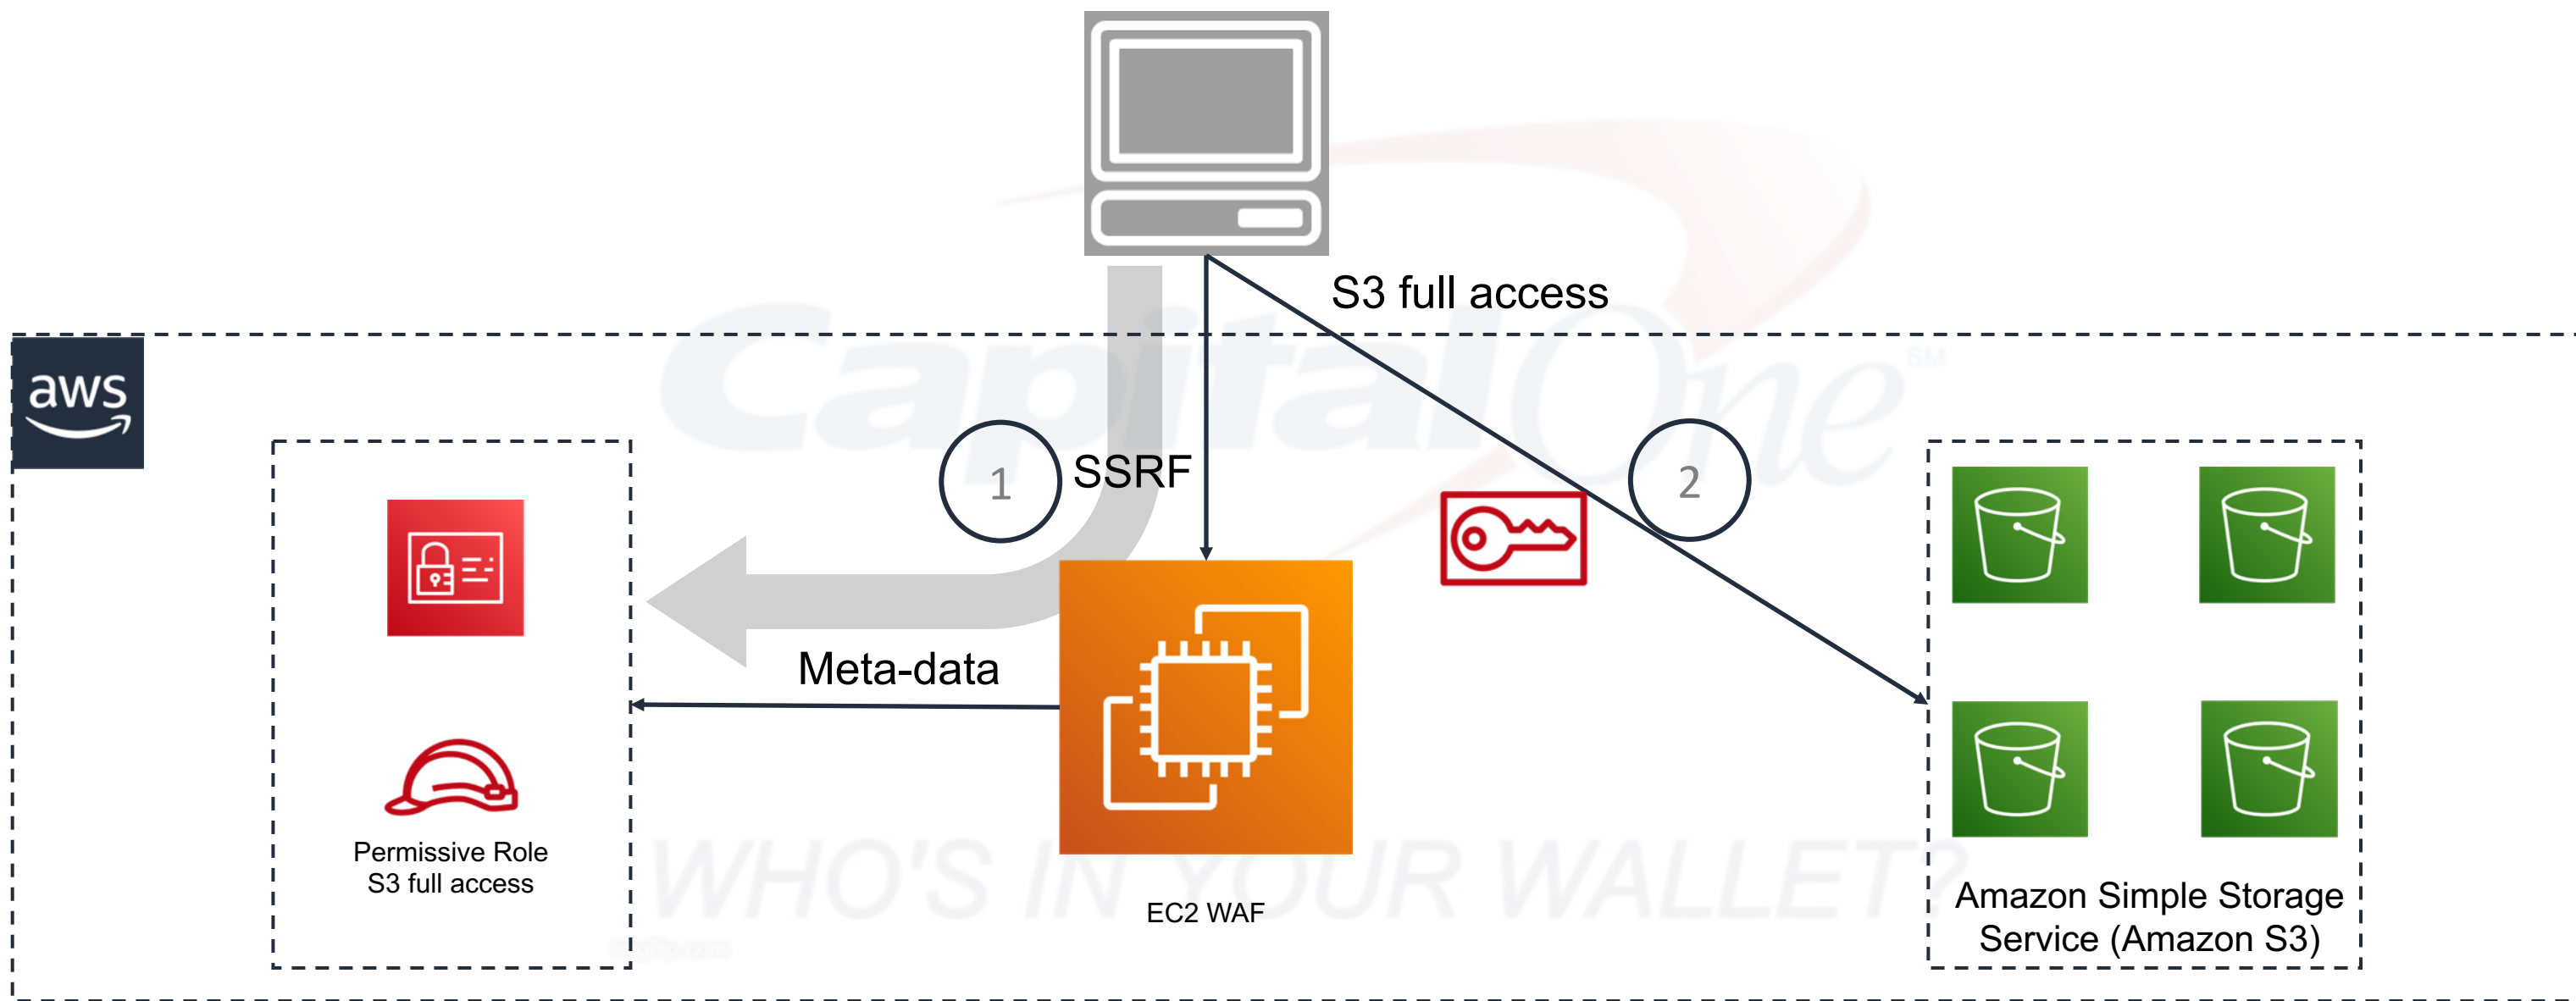 S3 full access
CapitalOne SM
aws
1
SSRF
2
Meta-data
Permissive Role
S3 full access
EC2 WAF
WHO'S IN YOUR WALLET?
Amazon Simple Storage
Service (Amazon S3)